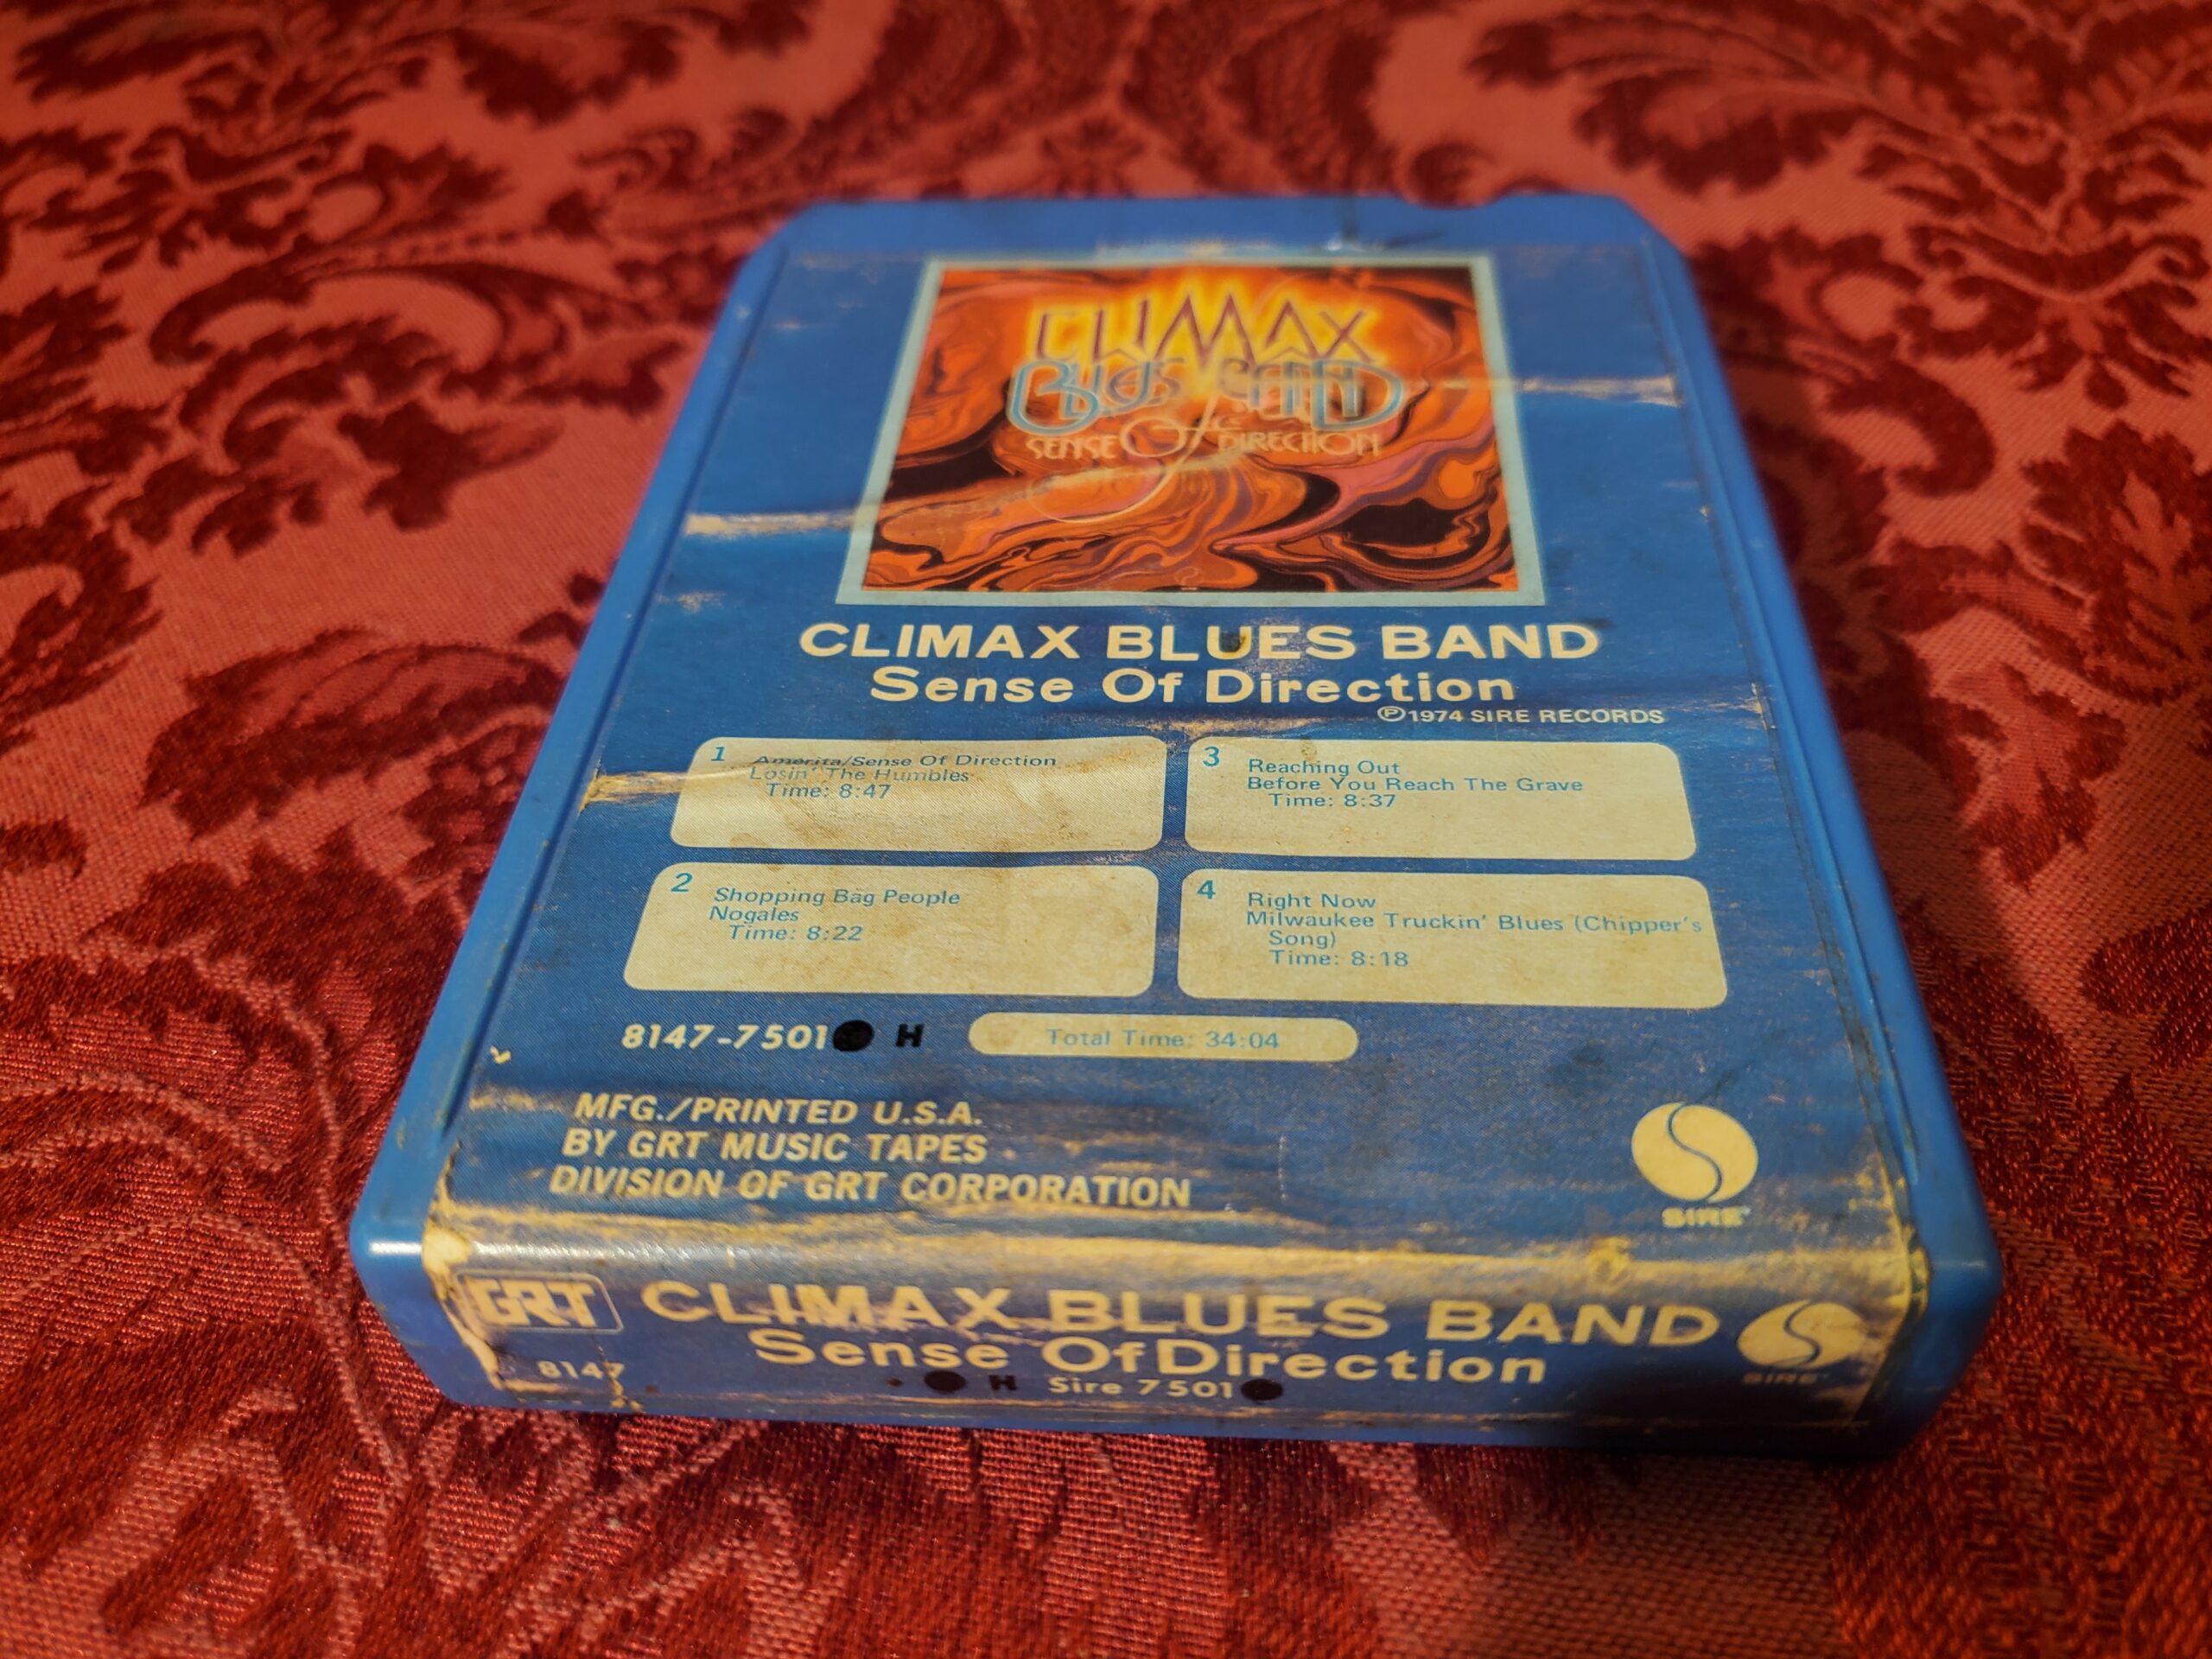 CLIMAX
BLUES BAND
SENSE OF DIRECTION
CLIMAX BLUES BAND
Sense Of Direction
Ⓟ1974 SIRE RECORDS
1
Amerita/Sense Of Direction
Losin' The Humbles
Time: 8:47
3
Reaching Out
Before You Reach The Grave
Time: 8:37
2
Shopping Bag People
Nogales
Time: 8:22
4
Right Now
Milwaukee Truckin' Blues (Chipper's
Song)
Time: 8:18
8147-7501 H
Total Time: 34:04
MFG./PRINTED U.S.A.
BY GRT MUSIC TAPES
DIVISION OF GRT CORPORATION
SIRE
GRT
CLIMAX BLUES BAND
Sense Of Direction
8147
H Sire 7501
SIRE